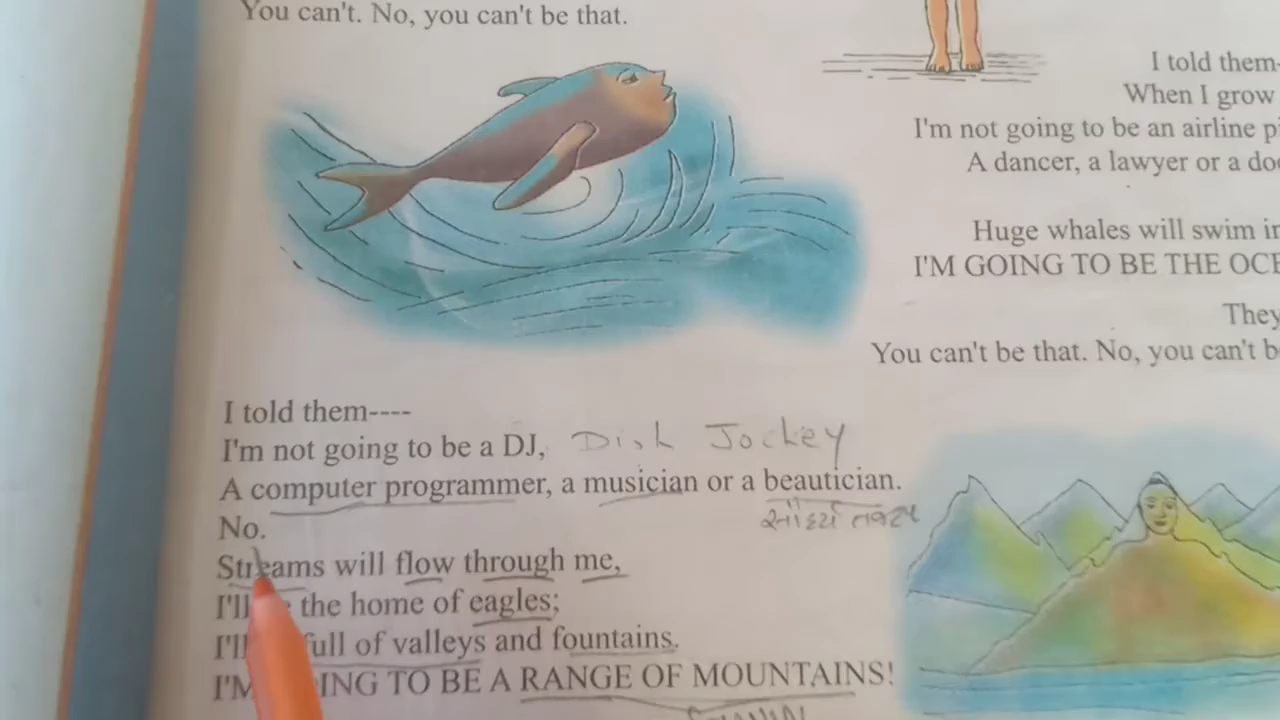 You can't. No, you can't be that.
I told them-
When I grow
I'm not going to be an airline p
A dancer, a lawyer or a do
Huge whales will swim in
I'M GOING TO BE THE OCE
They
You can't be that. No, you can't b
I told them----
I'm not going to be a DJ, Disk Jockey
A computer programmer, a musician or a beautician.
No.
Streams will flow through me,
I'll the home of eagles;
I'll full of valleys and fountains.
I'M ING TO BE A RANGE OF MOUNTAINS!